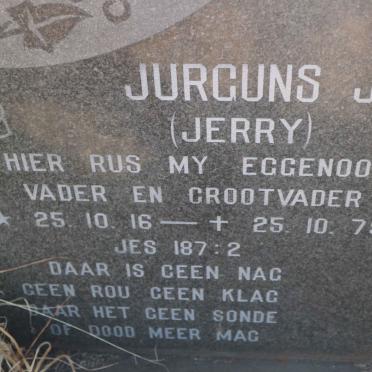 JURGUNS J
(JERRY)
HIER RUS MY EGGENOO
VADER EN GROOTVADER
★ 25. 10. 16 — + 25. 10. 7
JES 187:2
DAAR IS GEEN NAG
GEEN ROU GEEN KLAG
DAAR HET GEEN SONDE
OF DOOD MEER MAG